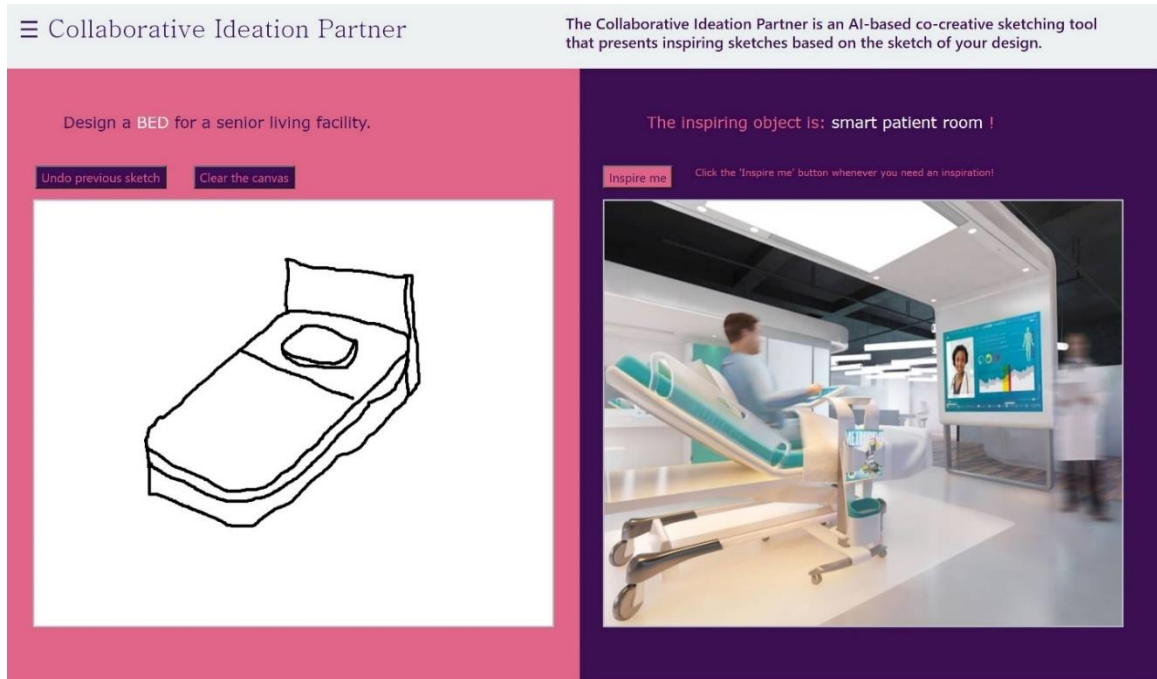 ☰ Collaborative Ideation Partner
The Collaborative Ideation Partner is an AI-based co-creative sketching tool
that presents inspiring sketches based on the sketch of your design.
Design a BED for a senior living facility.
Undo previous sketch
Clear the canvas
The inspiring object is: smart patient room !
Inspire me
Click the 'Inspire me' button whenever you need an inspiration!